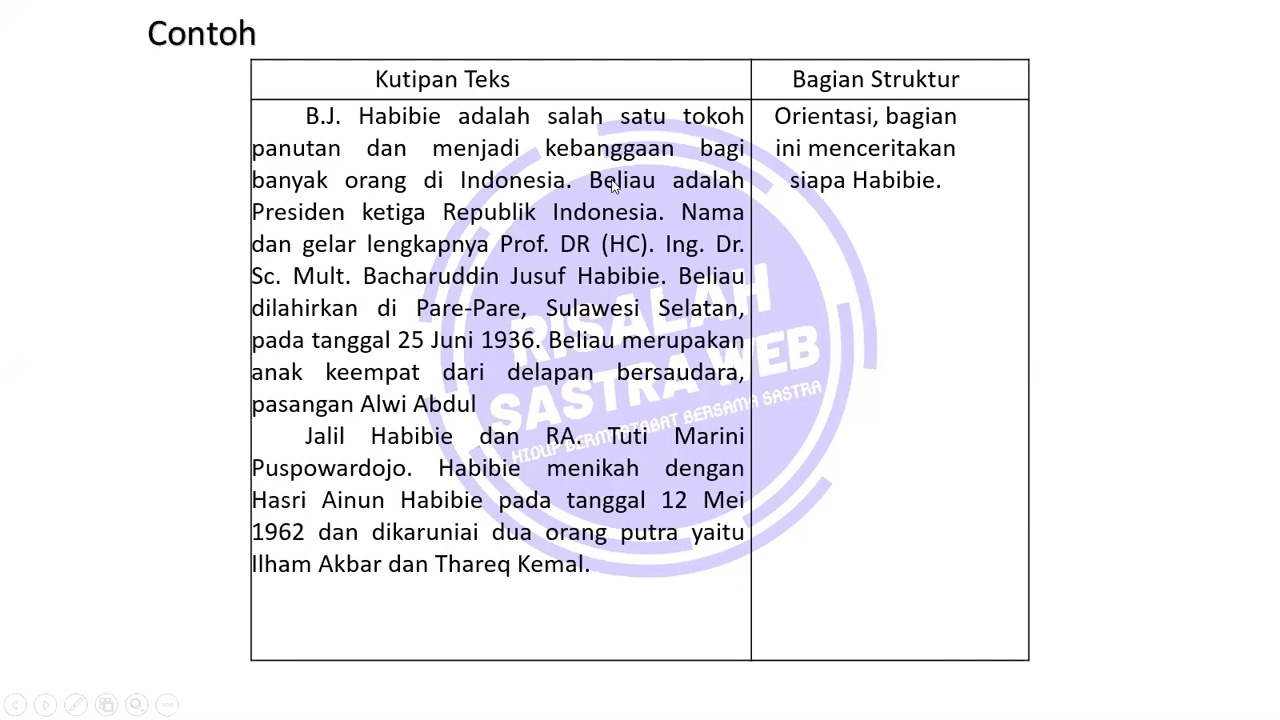 Contoh
Kutipan Teks
Bagian Struktur
B.J. Habibie adalah salah satu tokoh
panutan dan menjadi kebanggaan bagi
banyak orang di Indonesia. Beliau adalah
Presiden ketiga Republik Indonesia. Nama
dan gelar lengkapnya Prof. DR (HC). Ing. Dr.
Sc. Mult. Bacharuddin Jusuf Habibie. Beliau
dilahirkan di Pare-Pare, Sulawesi Selatan,
pada tanggal 25 Juni 1936. Beliau merupakan
anak keempat dari delapan bersaudara,
pasangan Alwi Abdul
Jalil Habibie dan RA. Tuti Marini
Puspowardojo. Habibie menikah dengan
Hasri Ainun Habibie pada tanggal 12 Mei
1962 dan dikaruniai dua orang putra yaitu
Ilham Akbar dan Thareq Kemal.
Orientasi, bagian
ini menceritakan
siapa Habibie.
RISALAH
SASTRA WEB
HIDUP BERMARTABAT BERSAMA SASTRA